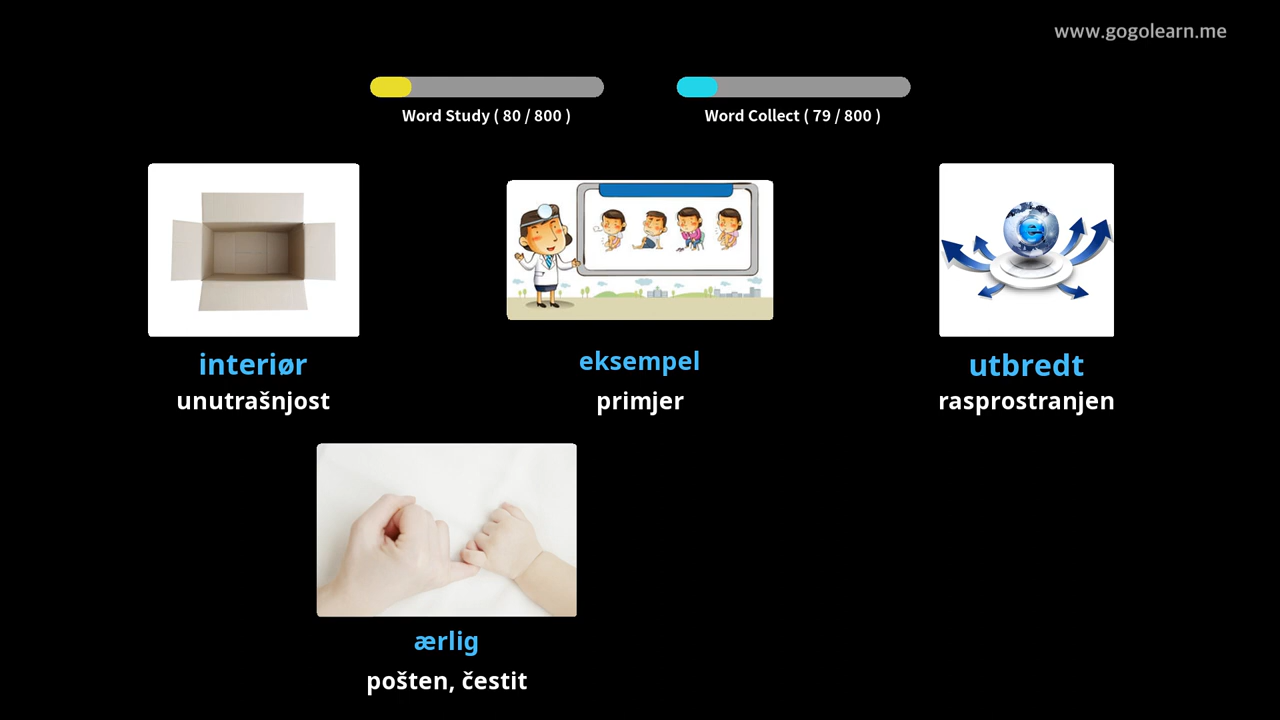 www.gogolearn.me
Word Study ( 80 / 800 )
Word Collect ( 79 / 800 )
interiør
unutrašnjost
eksempel
primjer
utbredt
rasprostranjen
ærlig
pošten, čestit